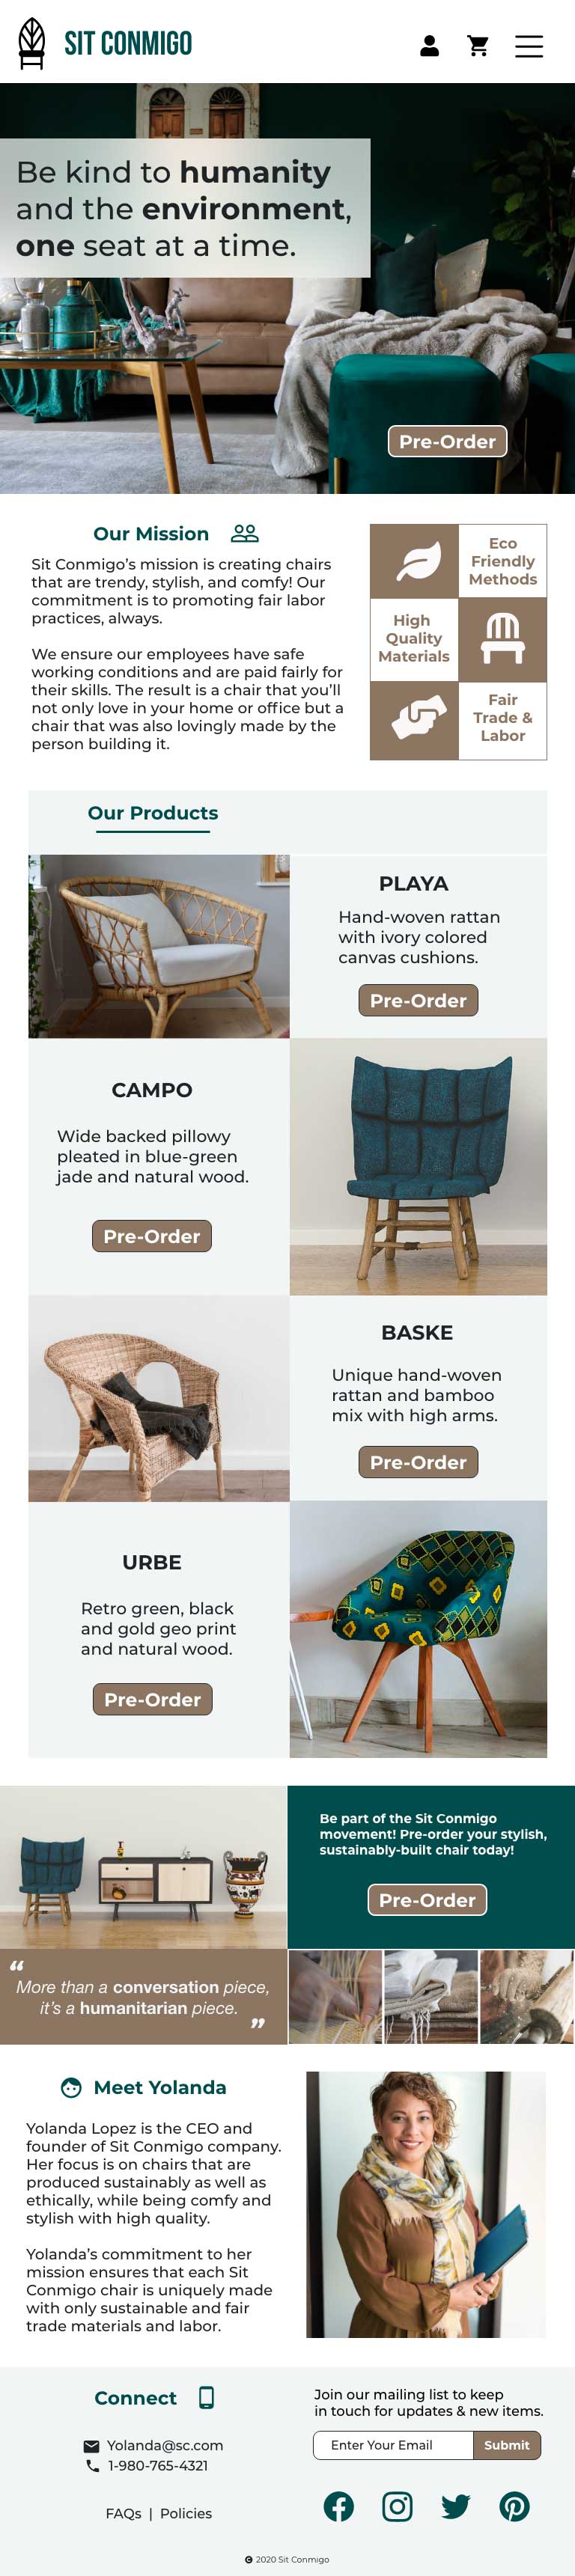 SIT CONMIGO
Be kind to humanity
and the environment,
one seat at a time.
Pre-Order
Our Mission
Sit Conmigo’s mission is creating chairs
that are trendy, stylish, and comfy! Our
commitment is to promoting fair labor
practices, always.
We ensure our employees have safe
working conditions and are paid fairly for
their skills. The result is a chair that you’ll
not only love in your home or office but a
chair that was also lovingly made by the
person building it.
Eco
Friendly
Methods
High
Quality
Materials
Fair
Trade &
Labor
Our Products
PLAYA
Hand-woven rattan
with ivory colored
canvas cushions.
Pre-Order
CAMPO
Wide backed pillowy
pleated in blue-green
jade and natural wood.
Pre-Order
BASKE
Unique hand-woven
rattan and bamboo
mix with high arms.
Pre-Order
URBE
Retro green, black
and gold geo print
and natural wood.
Pre-Order
Be part of the Sit Conmigo
movement! Pre-order your stylish,
sustainably-built chair today!
Pre-Order
“
More than a conversation piece,
it’s a humanitarian piece.
”
Meet Yolanda
Yolanda Lopez is the CEO and
founder of Sit Conmigo company.
Her focus is on chairs that are
produced sustainably as well as
ethically, while being comfy and
stylish with high quality.
Yolanda’s commitment to her
mission ensures that each Sit
Conmigo chair is uniquely made
with only sustainable and fair
trade materials and labor.
Connect
Yolanda@sc.com
1-980-765-4321
FAQs | Policies
Join our mailing list to keep
in touch for updates & new items.
Enter Your Email Submit
© 2020 Sit Conmigo